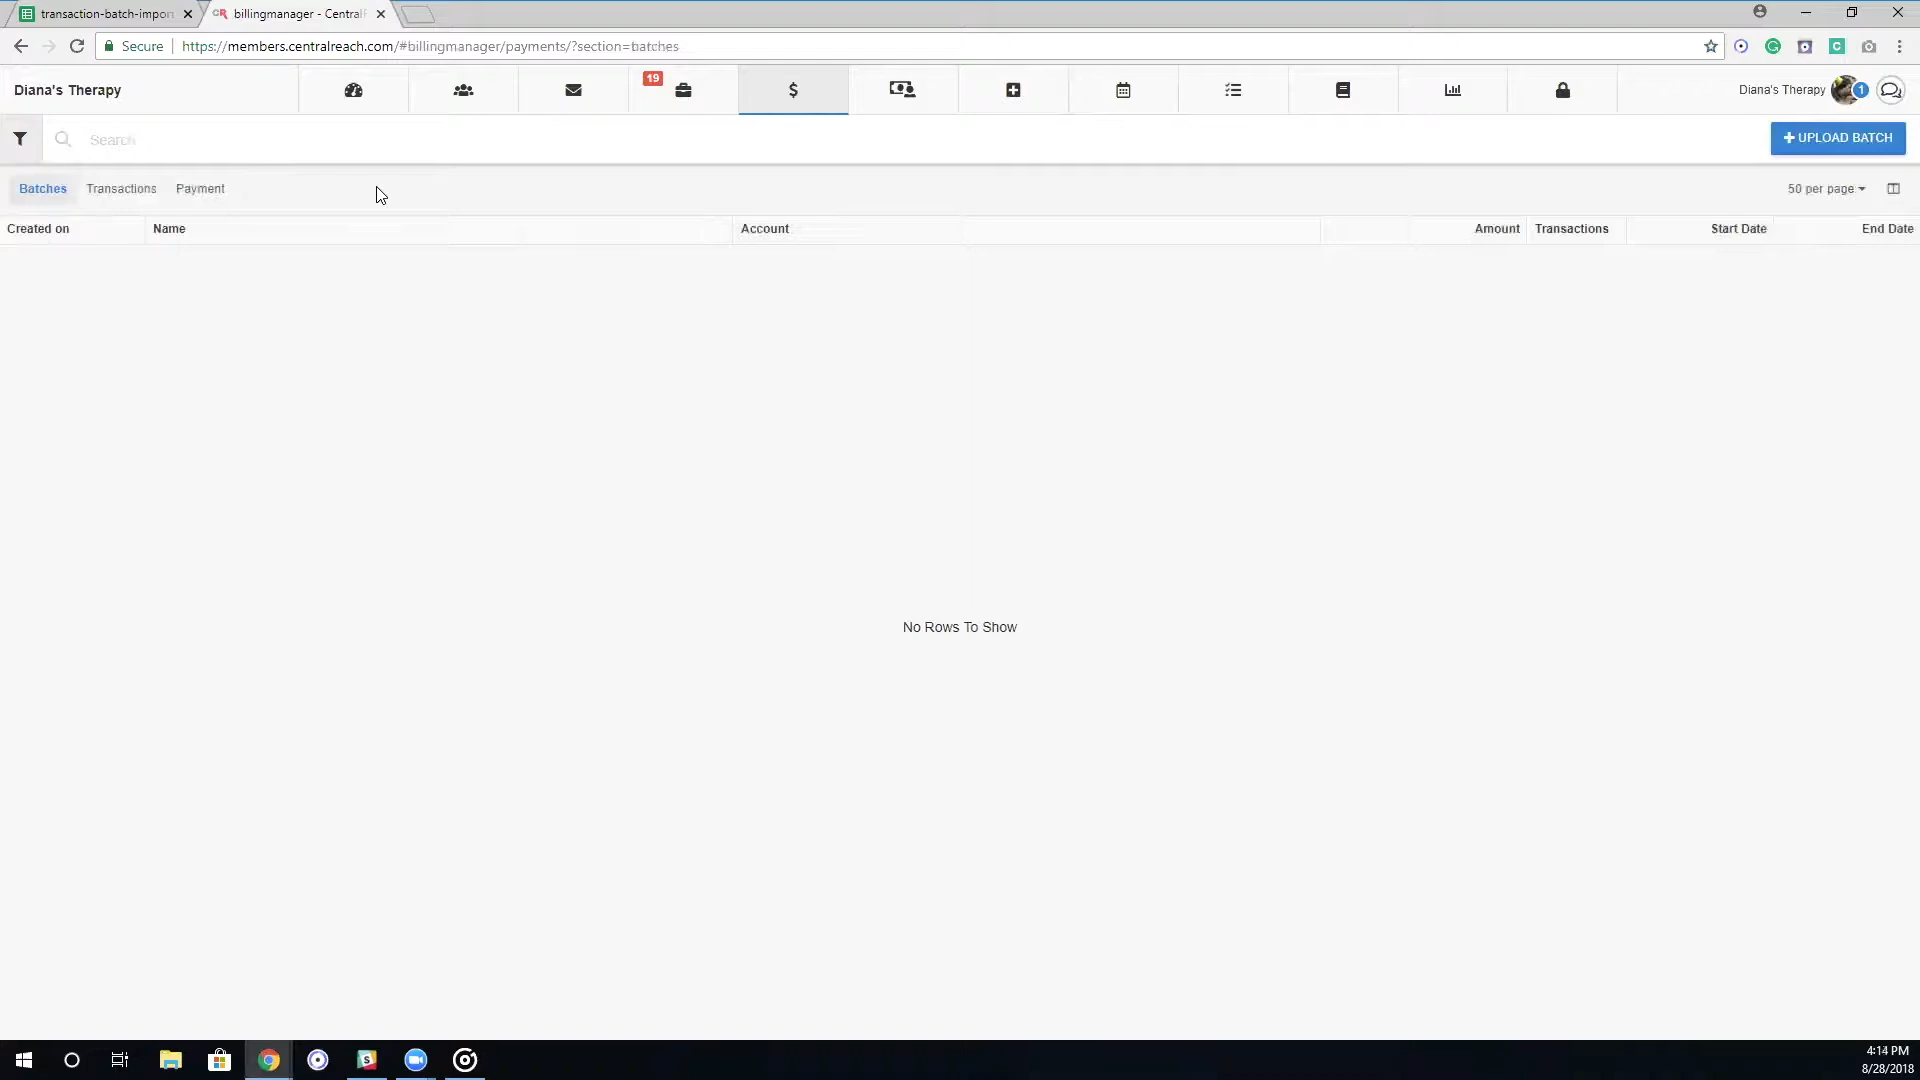 transaction-batch-impor
billingmanager - Central
Secure
https://members.centralreach.com/#billingmanager/payments/?section=batches
Diana's Therapy
19
$
Diana's Therapy
1
Search
+ UPLOAD BATCH
Batches
Transactions
Payment
50 per page
Created on
Name
Account
Amount
Transactions
Start Date
End Date
No Rows To Show
4:14 PM
8/28/2018